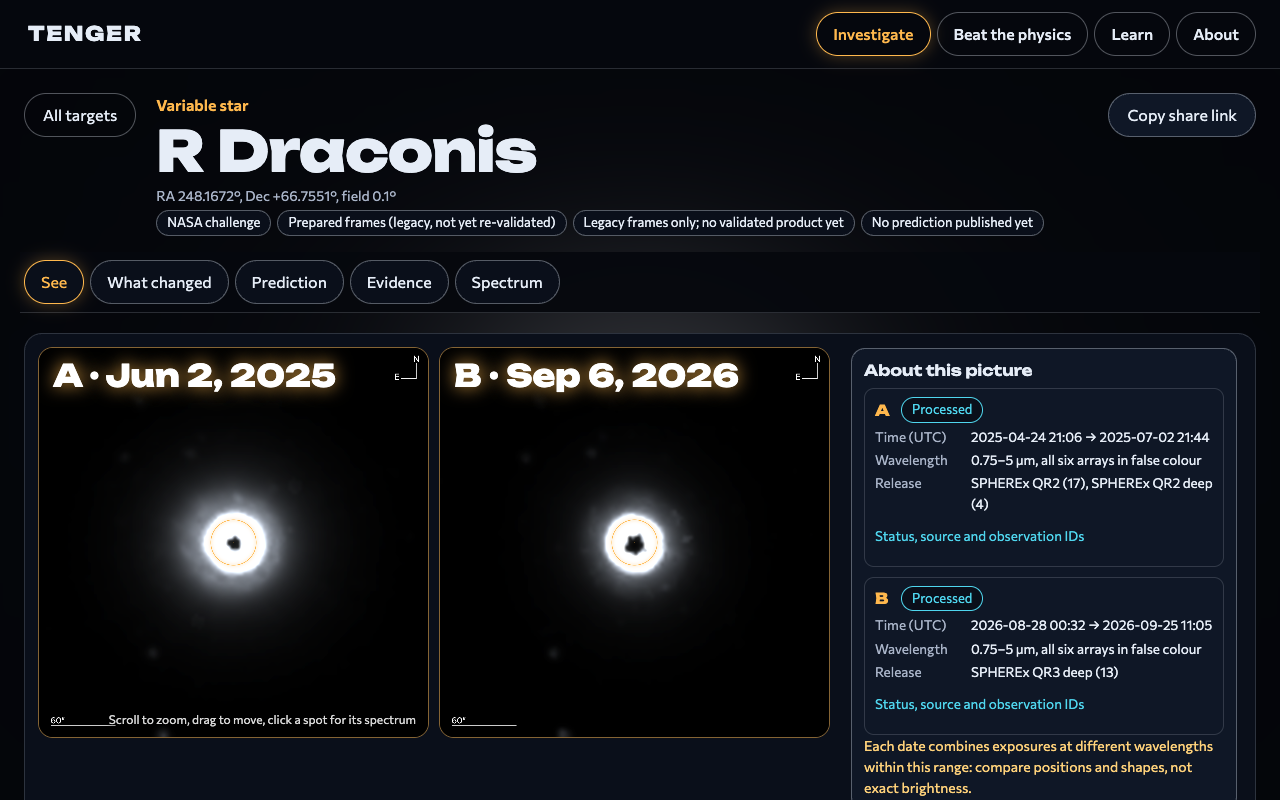 TENGER
Investigate
Beat the physics
Learn
About
All targets
Variable star
R Draconis
RA 248.1672°, Dec +66.7551°, field 0.1°
NASA challenge
Prepared frames (legacy, not yet re-validated)
Legacy frames only; no validated product yet
No prediction published yet
Copy share link
See
What changed
Prediction
Evidence
Spectrum
A • Jun 2, 2025
N
E
60"
Scroll to zoom, drag to move, click a spot for its spectrum
B • Sep 6, 2026
N
E
60"
About this picture
A Processed
Time (UTC) 2025-04-24 21:06 → 2025-07-02 21:44
Wavelength 0.75–5 µm, all six arrays in false colour
Release SPHEREx QR2 (17), SPHEREx QR2 deep
(4)
Status, source and observation IDs
B Processed
Time (UTC) 2026-08-28 00:32 → 2026-09-25 11:05
Wavelength 0.75–5 µm, all six arrays in false colour
Release SPHEREx QR3 deep (13)
Status, source and observation IDs
Each date combines exposures at different wavelengths
within this range: compare positions and shapes, not
exact brightness.